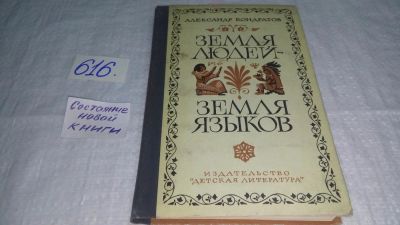 616.
Состояние
новой
книги
АЛЕКСАНДР КОНДРАТОВ
ЗЕМЛЯ
ЛЮДЕЙ-
ЗЕМЛЯ
ЯЗЫКОВ
ИЗДАТЕЛЬСТВО
"ДЕТСКАЯ ЛИТЕРАТУРА"